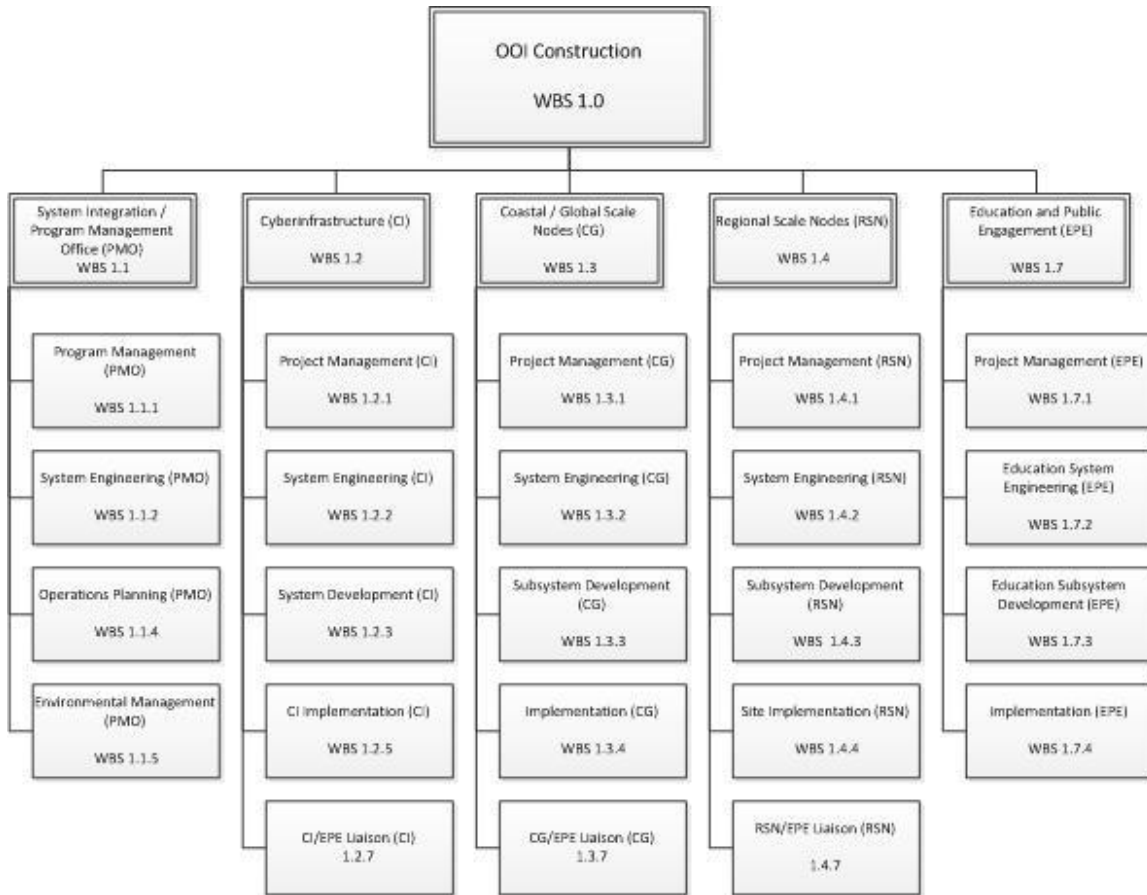 OOI Construction
WBS 1.0
System Integration /
Program Management
Office (PMO)
WBS 1.1
Cyberinfrastructure (CI)
WBS 1.2
Coastal / Global Scale
Nodes (CG)
WBS 1.3
Regional Scale Nodes (RSN)
WBS 1.4
Education and Public
Engagement (EPE)
WBS 1.7
Program Management
(PMO)
WBS 1.1.1
Project Management (CI)
WBS 1.2.1
Project Management (CG)
WBS 1.3.1
Project Management (RSN)
WBS 1.4.1
Project Management (EPE)
WBS 1.7.1
System Engineering (PMO)
WBS 1.1.2
System Engineering (CI)
WBS 1.2.2
System Engineering (CG)
WBS 1.3.2
System Engineering (RSN)
WBS 1.4.2
Education System
Engineering (EPE)
WBS 1.7.2
Operations Planning (PMO)
WBS 1.1.4
System Development (CI)
WBS 1.2.3
Subsystem Development
(CG)
WBS 1.3.3
Subsystem Development
(RSN)
WBS 1.4.3
Education Subsystem
Development (EPE)
WBS 1.7.3
Environmental Management
(PMO)
WBS 1.1.5
CI Implementation (CI)
WBS 1.2.5
Implementation (CG)
WBS 1.3.4
Site Implementation (RSN)
WBS 1.4.4
Implementation (EPE)
WBS 1.7.4
CI/EPE Liaison (CI)
1.2.7
CG/EPE Liaison (CG)
1.3.7
RSN/EPE Liaison (RSN)
1.4.7